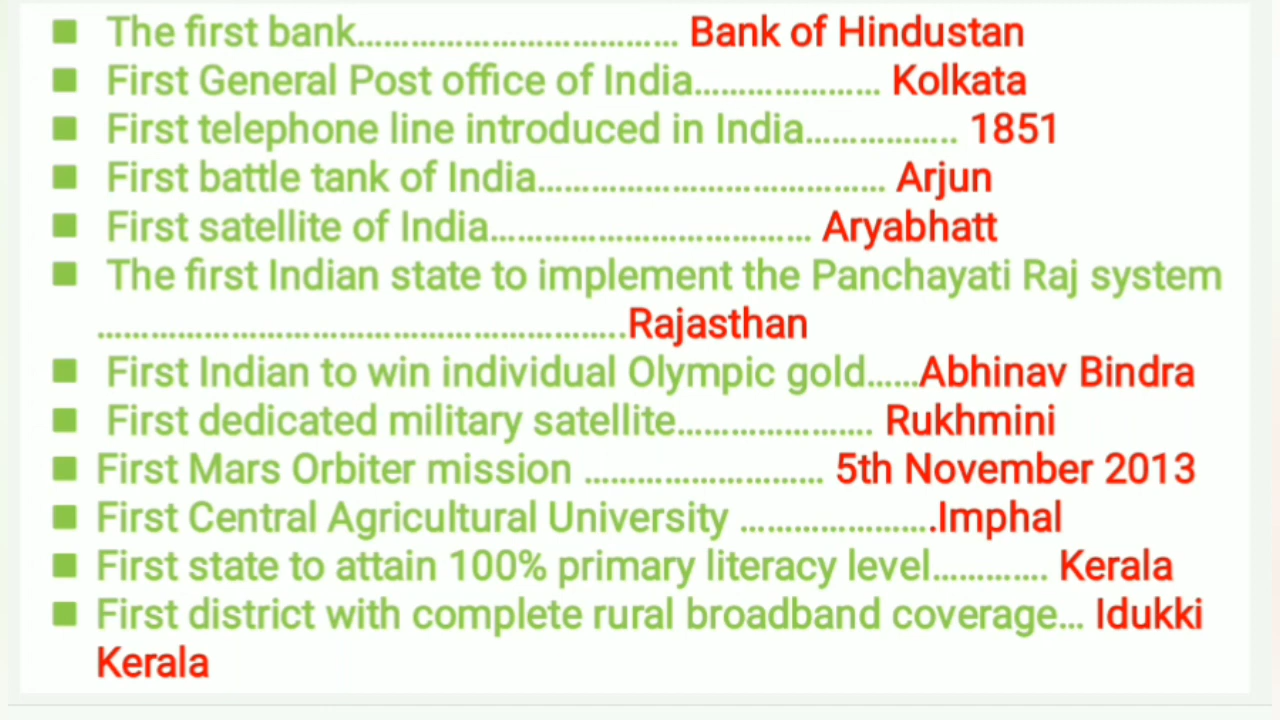 ■ The first bank.................................... Bank of Hindustan
■ First General Post office of India..................... Kolkata
■ First telephone line introduced in India................. 1851
■ First battle tank of India....................................... Arjun
■ First satellite of India.................................... Aryabhatt
■ The first Indian state to implement the Panchayati Raj system
............................................................Rajasthan
■ First Indian to win individual Olympic gold......Abhinav Bindra
■ First dedicated military satellite...................... Rukhmini
■ First Mars Orbiter mission ........................... 5th November 2013
■ First Central Agricultural University ......................Imphal
■ First state to attain 100% primary literacy level............. Kerala
■ First district with complete rural broadband coverage... Idukki
Kerala